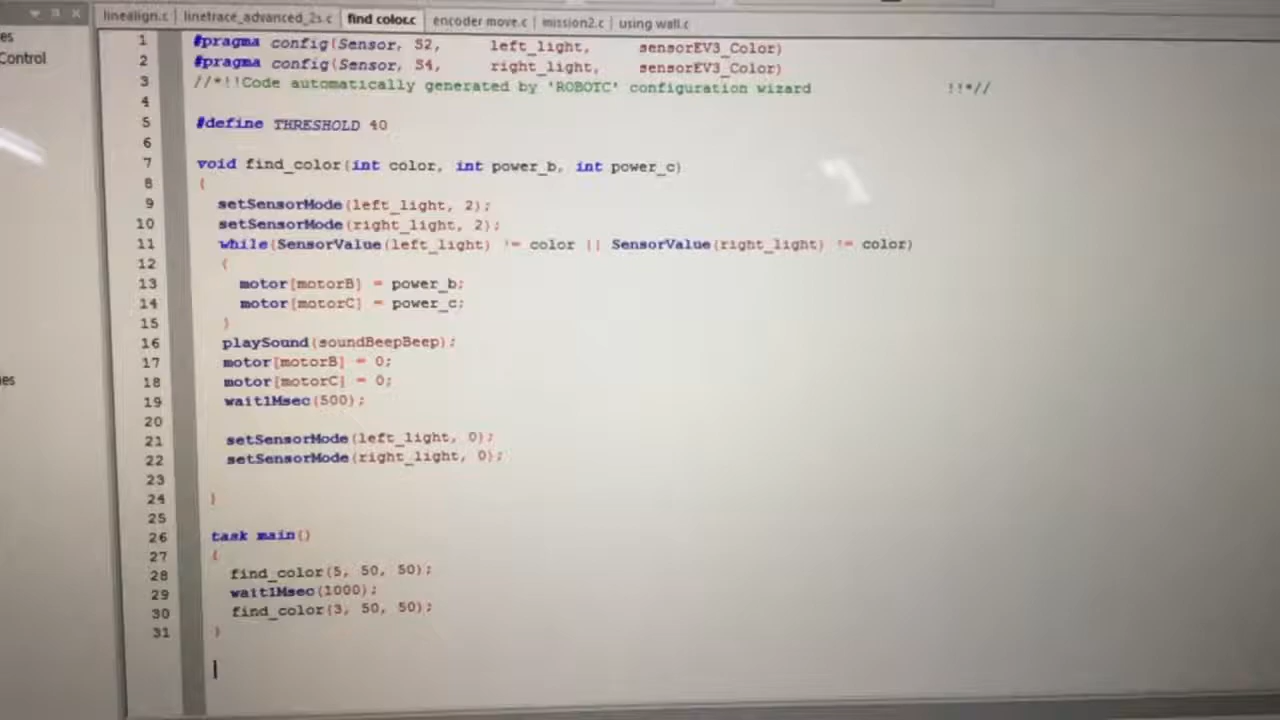 es
Control
ies
linealign.c | linetrace_advanced_2s.c | find color.c | encoder move.c | mission2.c | using wall.c
1 #pragma config(Sensor, S2, left_light, sensorEV3_Color)
2 #pragma config(Sensor, S4, right_light, sensorEV3_Color)
3 //*!!Code automatically generated by 'ROBOTC' configuration wizard !!*//
4
5 #define THRESHOLD 40
6
7 void find_color(int color, int power_b, int power_c)
8 {
9 setSensorMode(left_light, 2);
10 setSensorMode(right_light, 2);
11 while(SensorValue(left_light) != color || SensorValue(right_light) != color)
12 {
13 motor[motorB] = power_b;
14 motor[motorC] = power_c;
15 }
16 playSound(soundBeepBeep);
17 motor[motorB] = 0;
18 motor[motorC] = 0;
19 wait1Msec(500);
20
21 setSensorMode(left_light, 0);
22 setSensorMode(right_light, 0);
23
24 }
25
26 task main()
27 {
28 find_color(5, 50, 50);
29 wait1Msec(1000);
30 find_color(3, 50, 50);
31 }